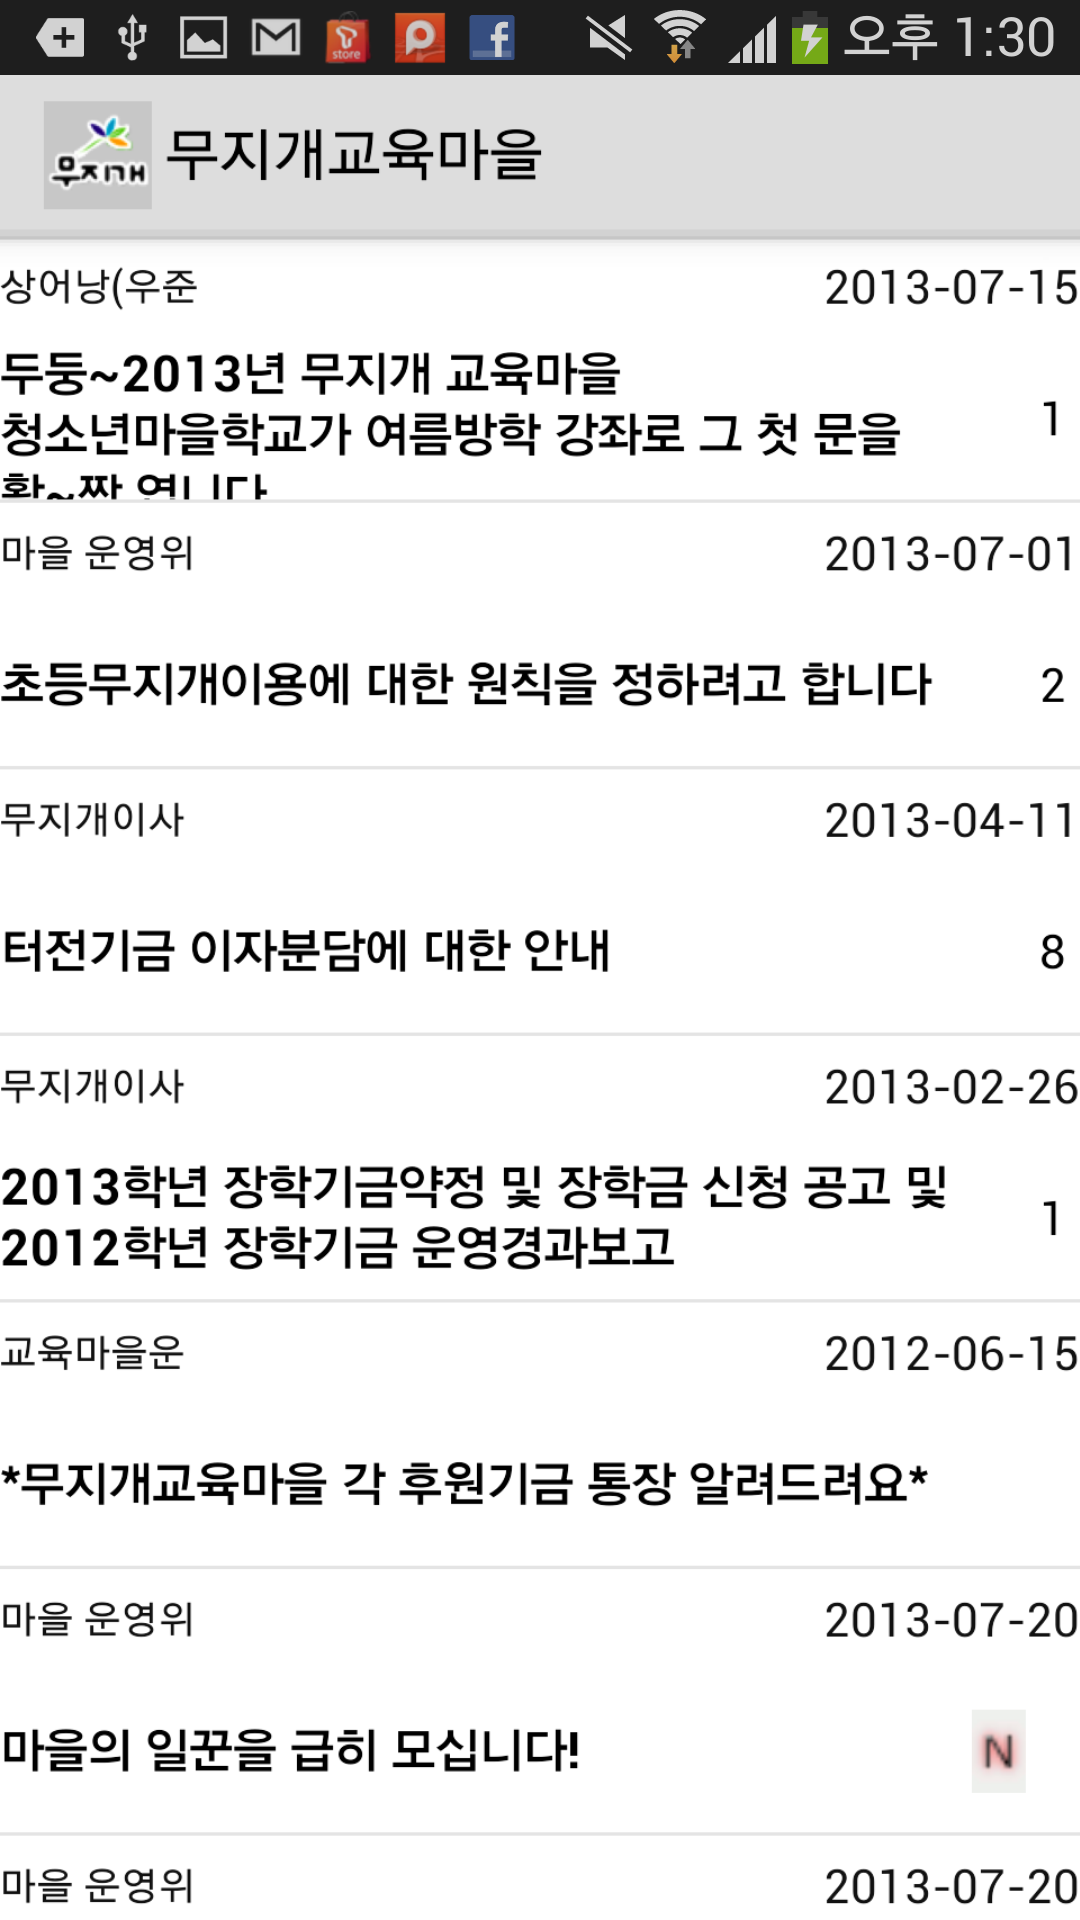 store
오후 1:30
무지개
무지개교육마을
상어낭(우준
2013-07-15
두둥~2013년 무지개 교육마을
청소년마을학교가 여름방학 강좌로 그 첫 문을
활~짝 엽니다
1
마을 운영위
2013-07-01
초등무지개이용에 대한 원칙을 정하려고 합니다
2
무지개이사
2013-04-11
터전기금 이자분담에 대한 안내
8
무지개이사
2013-02-26
2013학년 장학기금약정 및 장학금 신청 공고 및
2012학년 장학기금 운영경과보고
1
교육마을운
2012-06-15
*무지개교육마을 각 후원기금 통장 알려드려요*
마을 운영위
2013-07-20
마을의 일꾼을 급히 모십니다!
N
마을 운영위
2013-07-20